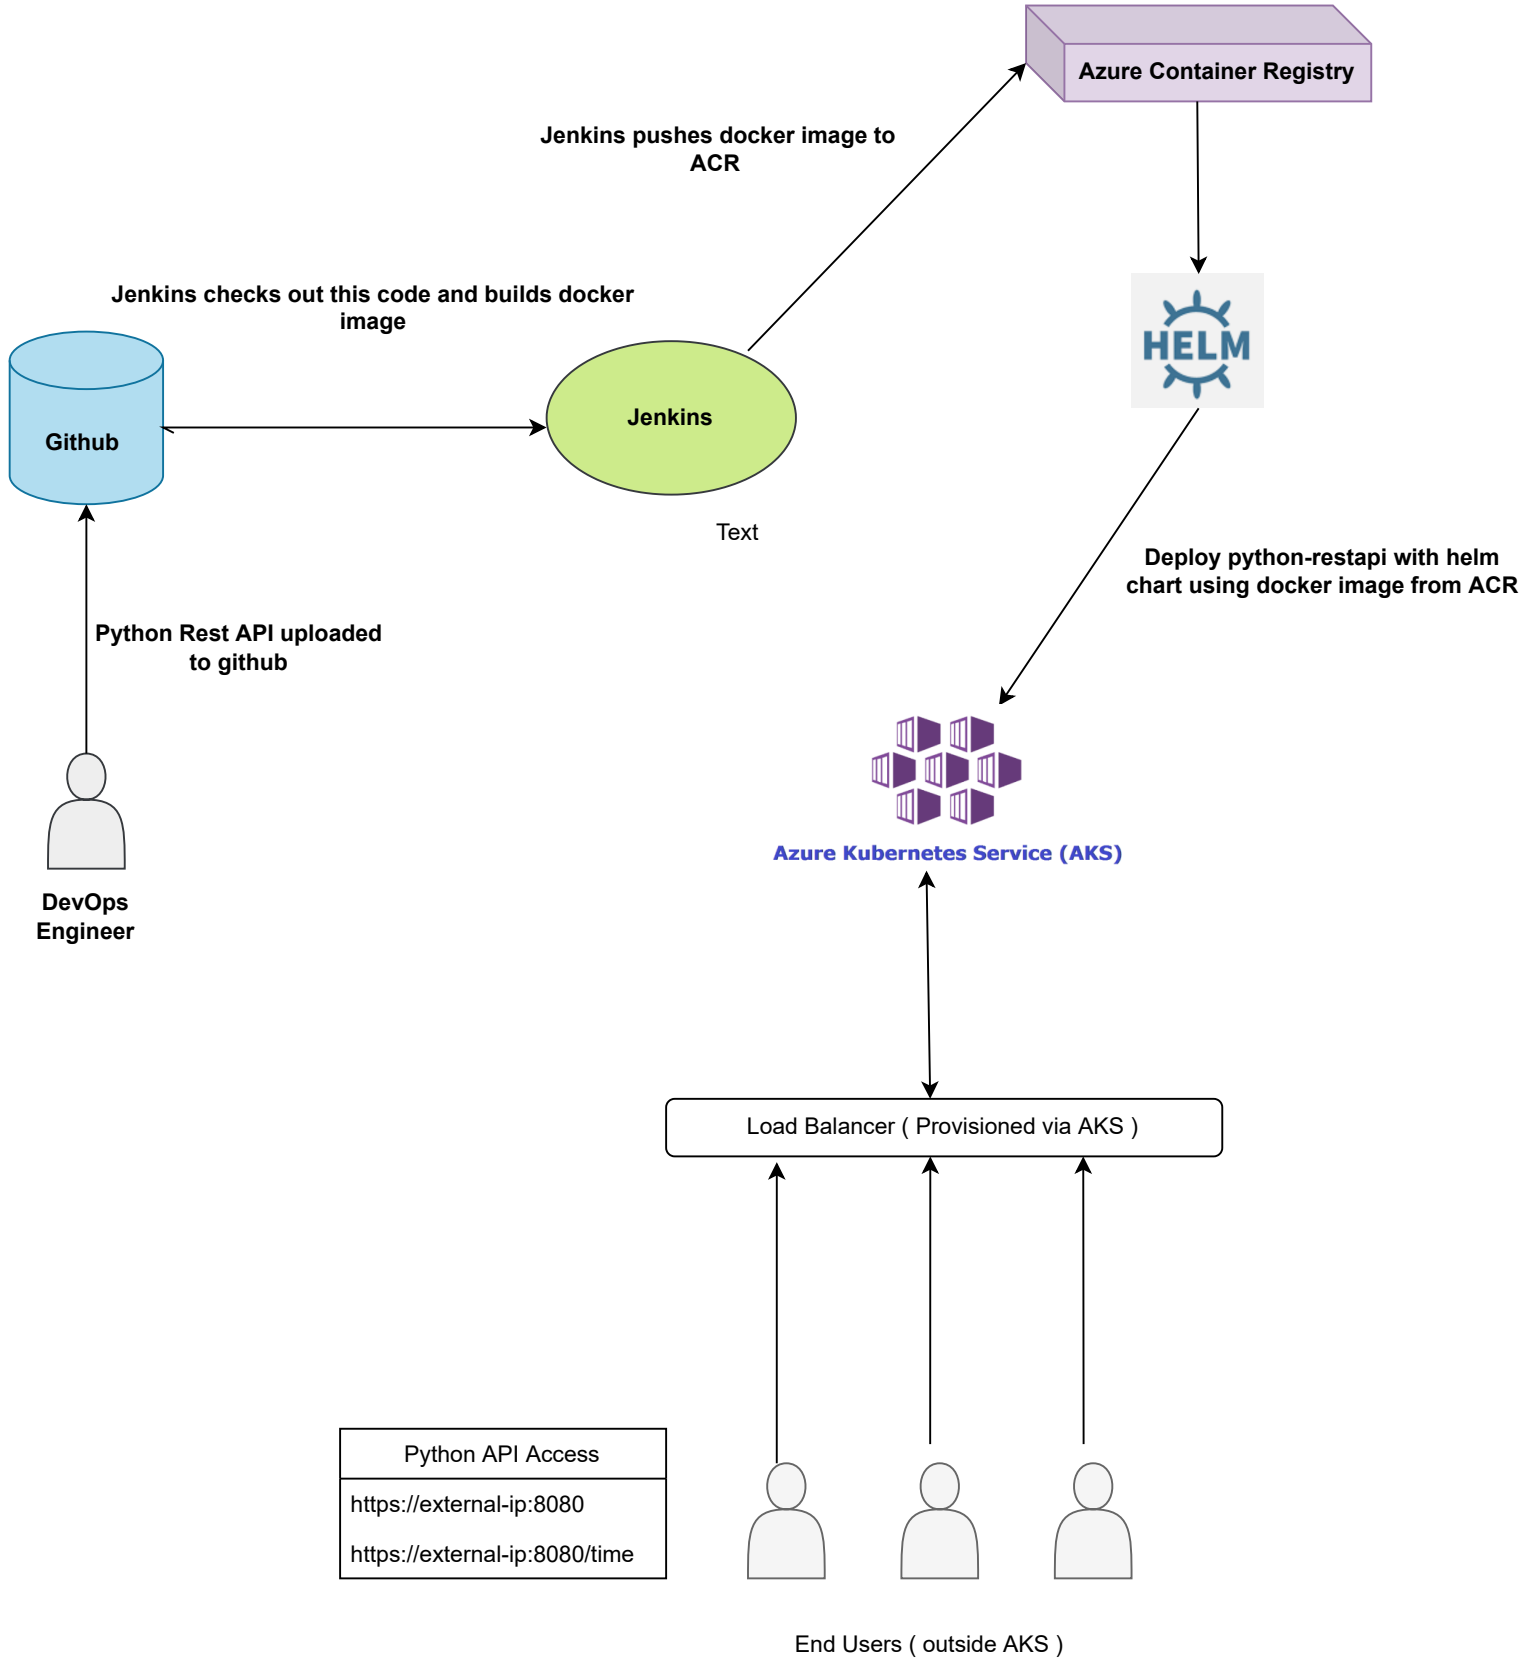 Azure Container Registry
Jenkins pushes docker image to
ACR
Jenkins checks out this code and builds docker
image
HELM
Github
Jenkins
Text
Deploy python-restapi with helm
chart using docker image from ACR
Python Rest API uploaded
to github
Azure Kubernetes Service (AKS)
DevOps
Engineer
Load Balancer ( Provisioned via AKS )
Python API Access
https://external-ip:8080
https://external-ip:8080/time
End Users ( outside AKS )